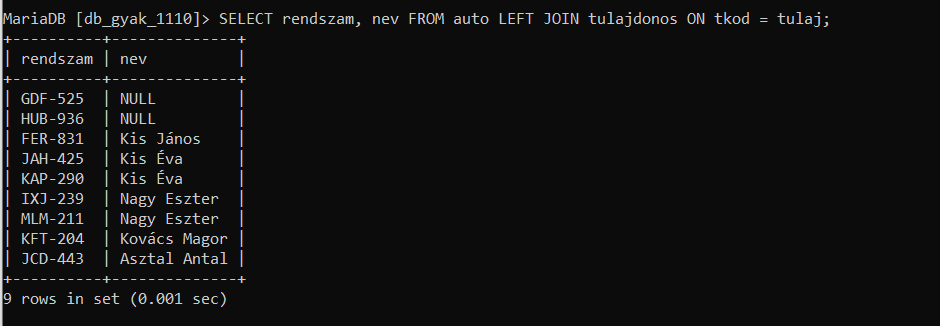 MariaDB [db_gyak_1110]> SELECT rendszam, nev FROM auto LEFT JOIN tulajdonos ON tkod = tulaj;
+----------+--------------+
| rendszam | nev          |
+----------+--------------+
| GDF-525  | NULL         |
| HUB-936  | NULL         |
| FER-831  | Kis János    |
| JAH-425  | Kis Éva      |
| KAP-290  | Kis Éva      |
| IXJ-239  | Nagy Eszter  |
| MLM-211  | Nagy Eszter  |
| KFT-204  | Kovács Magor |
| JCD-443  | Asztal Antal |
+----------+--------------+
9 rows in set (0.001 sec)